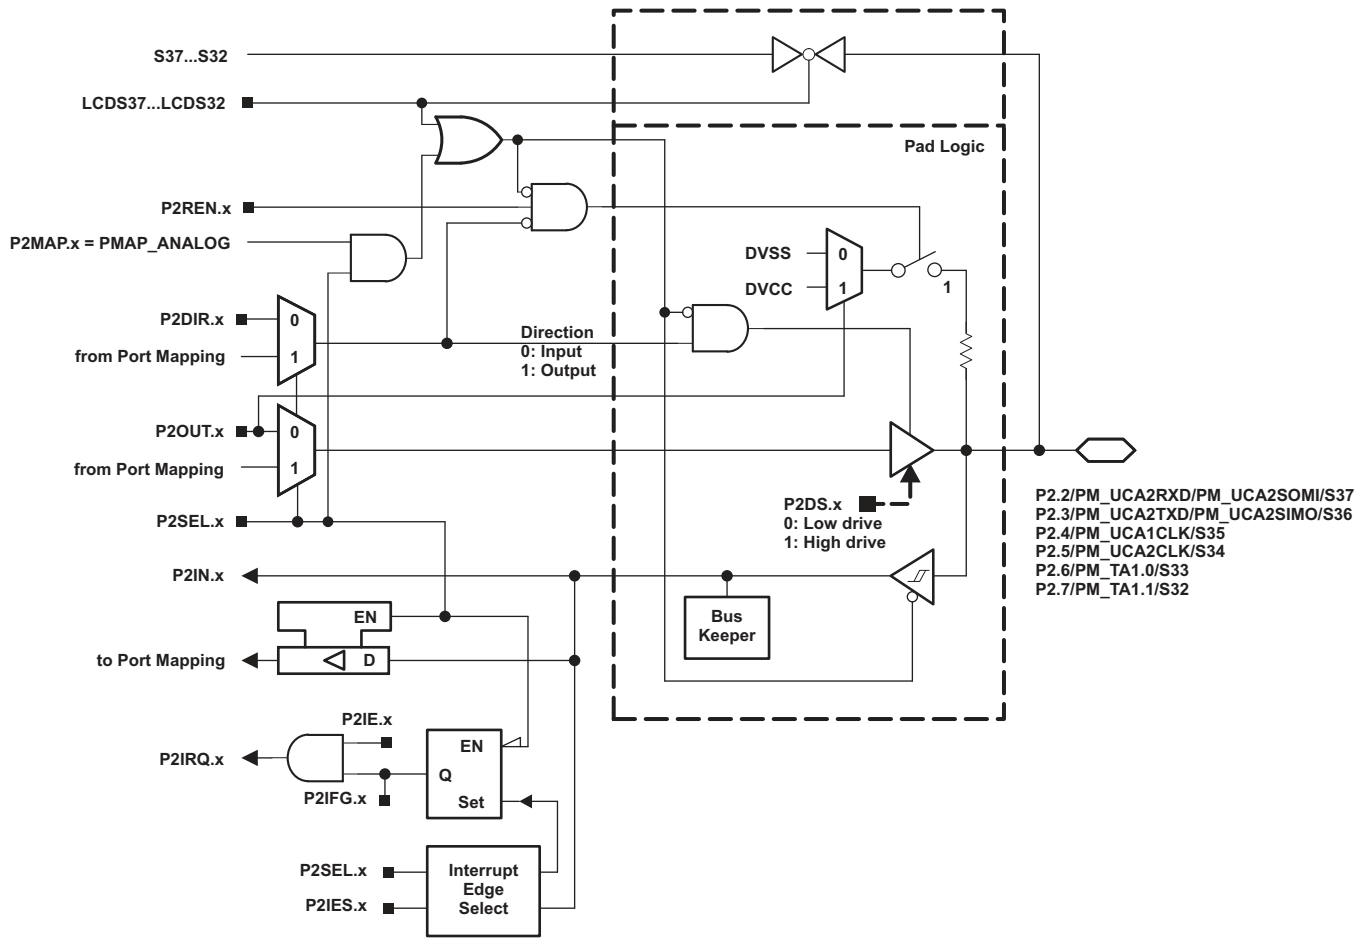 S37...S32
LCDS37...LCDS32
Pad Logic
P2REN.x
P2MAP.x = PMAP_ANALOG
DVSS
0
DVCC
1
1
P2DIR.x
0
from Port Mapping
1
Direction
0: Input
1: Output
P2OUT.x
0
from Port Mapping
1
P2SEL.x
P2DS.x
0: Low drive
1: High drive
P2.2/PM_UCA2RXD/PM_UCA2SOMI/S37
P2.3/PM_UCA2TXD/PM_UCA2SIMO/S36
P2.4/PM_UCA1CLK/S35
P2.5/PM_UCA2CLK/S34
P2.6/PM_TA1.0/S33
P2.7/PM_TA1.1/S32
P2IN.x
EN
Bus
Keeper
to Port Mapping
D
P2IE.x
P2IRQ.x
EN
Q
P2IFG.x
Set
P2SEL.x
P2IES.x
Interrupt
Edge
Select